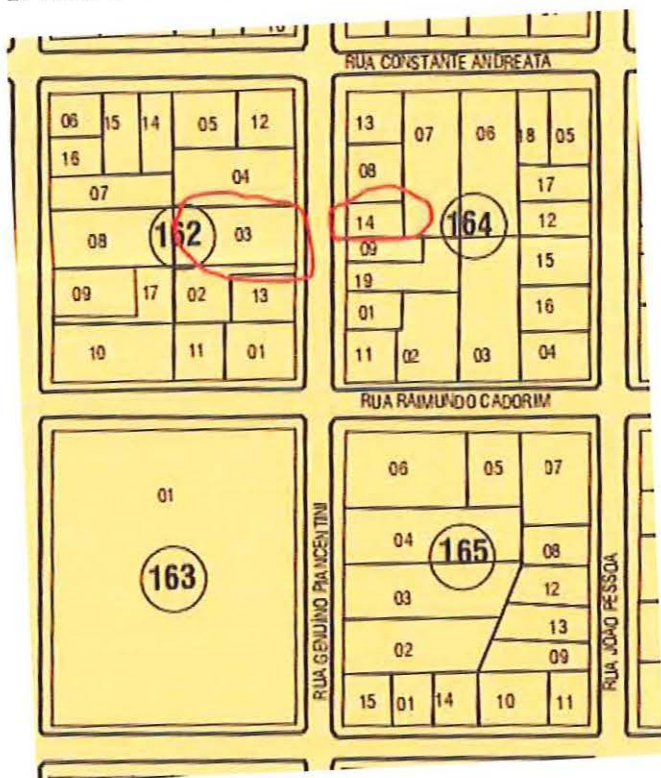 RUA CONSTANTE ANDREATA
06 15 14 05 12
16
07 04
08 162 03
09 17 02 13
10 11 01
13 07 06 18 05
08 17
14 164 12
09 15
19 16
01
11 02 03 04
RUA RAIMUNDO CADORIM
01
163
RUA GENUÍNO PIANCENTINI
06 05 07
04 165 08
03 12
13
02 09
15 01 14 10 11
RUA JOÃO PESSOA